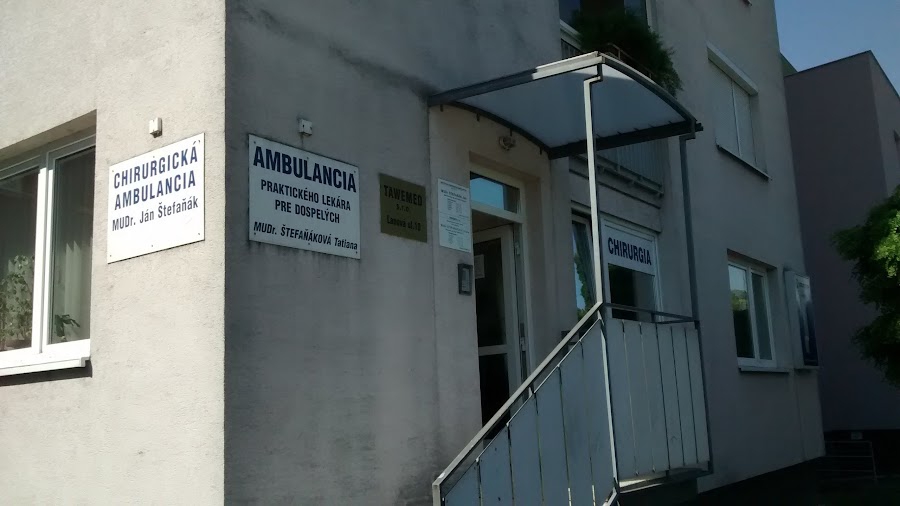 CHIRURGICKÁ
AMBULANCIA
MUDr. Ján Štefaňák
AMBULANCIA
PRAKTICKÉHO LEKÁRA
PRE DOSPELÝCH
MUDr. ŠTEFAŇÁKOVÁ Tatiana
TAWEMED
s.r.o.
CHIRURGIA